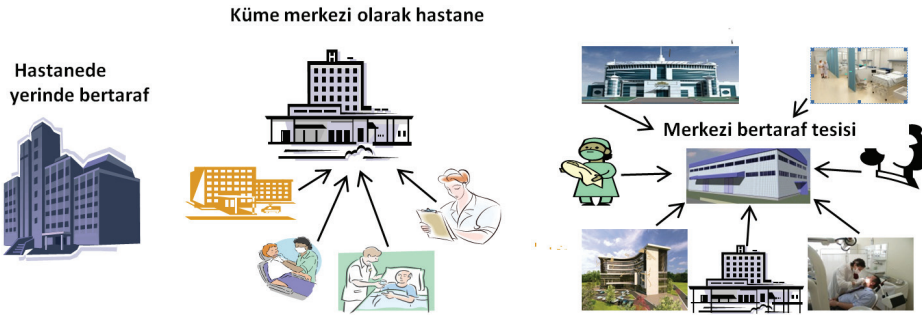 Küme merkezi olarak hastane
Hastanede
yerinde bertaraf
Merkezi bertaraf tesisi
H
H